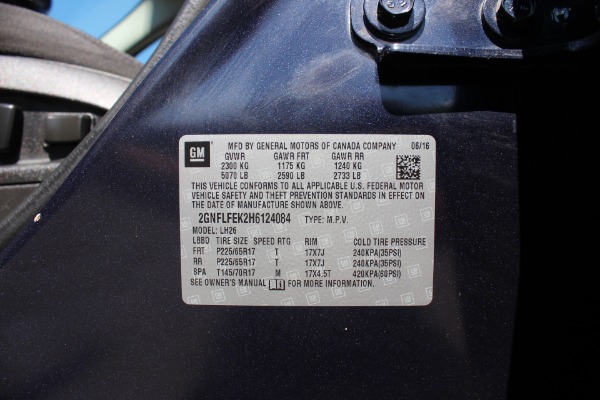 GM
MFD BY GENERAL MOTORS OF CANADA COMPANY 06/16
GVWR GAWR FRT GAWR RR
2300 KG 1175 KG 1240 KG
5070 LB 2590 LB 2733 LB
THIS VEHICLE CONFORMS TO ALL APPLICABLE U.S. FEDERAL MOTOR
VEHICLE SAFETY AND THEFT PREVENTION STANDARDS IN EFFECT ON
THE DATE OF MANUFACTURE SHOWN ABOVE.
2GNFLFEK2H6124084 TYPE: M.P.V.
MODEL: LH26
LBBD TIRE SIZE SPEED RTG RIM COLD TIRE PRESSURE
FRT P225/65R17 T 17X7J 240KPA(35PSI)
RR P225/65R17 T 17X7J 240KPA(35PSI)
SPA T145/70R17 M 17X4.5T 420KPA(60PSI)
SEE OWNER'S MANUAL FOR MORE INFORMATION.